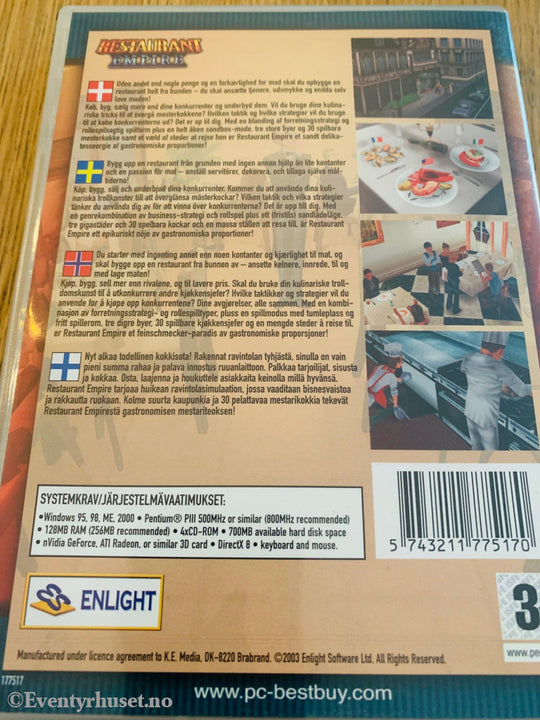 RESTAURANT
EMPIRE
Uden andet end nogle penge og en forkærlighed for mad skal du opbygge en
restaurant helt fra bunden – du skal ansætte tjenere, udsmykke og endda selv
lave maden!
Køb, byg, sælg mere end dine konkurrenter og underbyd dem. Vil du bruge dine kulina-
riske tricks til at overgå mesterkokkene? Hvilken taktik og hvilke strategier vil du bruge
til at købe konkurrenterne ud? Det er op til dig. Med en blanding af forretningsstrategi og
rollespilsagtig spilform plus en helt åben sandbox-mode, tre store byer og 30 spilbare
mesterkokke samt et væld af steder at rejse hen er Restaurant Empire et sandt delika-
tesseorgie af gastronomiske proportioner!
Bygg upp en restaurant från grunden med ingen annan hjälp än lite kontanter
och en passion för mat – anställ servitörer, dekorera, och tillaga själva mål-
tiderna!
Köp, bygg, sälj och underbjud dina konkurrenter. Kommer du att använda dina kuli-
nariska trollkonster till att överglänsa mästerkockar? Vilken taktik och vilka strategier
tänker du använda dig av för att vinna över konkurrenterna? Det är upp till dig. Med
en genrekombination av business-strategi och rollspel plus ett (fristils) sandlådeläge,
tre gigastäder och 30 spelbara kockar och en massa ställen att resa till, är Restaurant
Empire ett epikuriskt nöje av gastronomiska proportioner!
Du starter med ingenting annet enn noen kontanter og kjærlighet til mat, og
skal bygge opp en restaurant fra bunnen av – ansette kelnere, innrede, til og
med lage maten!
Kjøp, bygg, sell mer enn rivalene, og til lavere pris. Skal du bruke din kulinariske troll-
domskunst til å utkonkurrere andre kjøkkensjefer? Hvilke taktikker og strategier vil du
anvende for å kjøpe opp konkurrentene? Dine avgjørelser, alle sammen. Med en kombi-
nasjon av forretningsstrategi- og rollespilltyper, pluss en spillmodus med tumleplass og
fritt spillerom, tre digre byer, 30 spillbare kjøkkensjefer og en mengde steder å reise til,
er Restaurant Empire et feinschmecker-paradis av gastronomiske proporsjoner!
Nyt alkaa todellinen kokkisota! Rakennat ravintolan tyhjästä, sinulla on vain
pieni summa rahaa ja palava innostus ruuanlaittoon. Palkkaa tarjoilijat, sisusta
ja kokkaa. Osta, laajenna ja houkuttele asiakkaita keinolla millä hyvänsä.
Restaurant Empire tarjoaa huikean ravintolasimulaation, jossa vaaditaan bisnesvaistoa
ja rakkautta ruokaan. Kolme suurta kaupunkia ja 30 pelattavaa mestarikokkia tekevät
Restaurant Empirestä gastronomisen mestariteoksen!
SYSTEMKRAV/JÄRJESTELMÄVAATIMUKSET:
• Windows 95, 98, ME, 2000 • Pentium® PIII 500MHz or similar (800MHz recommended)
• 128MB RAM (256MB recommended) • 4xCD-ROM • 700MB available hard disk space
• nVidia GeForce, ATI Radeon, or similar 3D card • DirectX 8 • keyboard and mouse.
5 743211 775170
ENLIGHT
3
Manufactured under licence agreement to K.E. Media, DK-8220 Brabrand. ©2003 Enlight Software Ltd. All Rights Reserved.
177517
www.pc-bestbuy.com
©Eventyrhuset.no